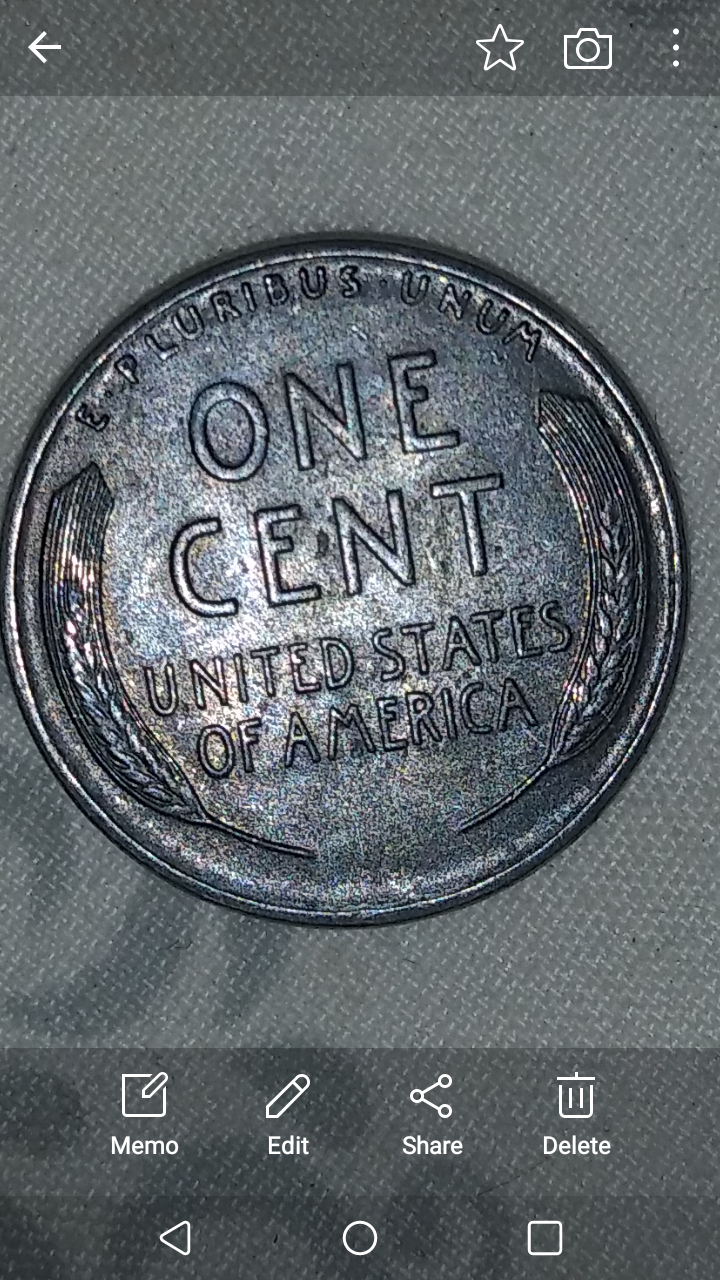 E · PLURIBUS · UNUM
ONE
CENT
UNITED STATES
OF AMERICA
Memo Edit Share Delete